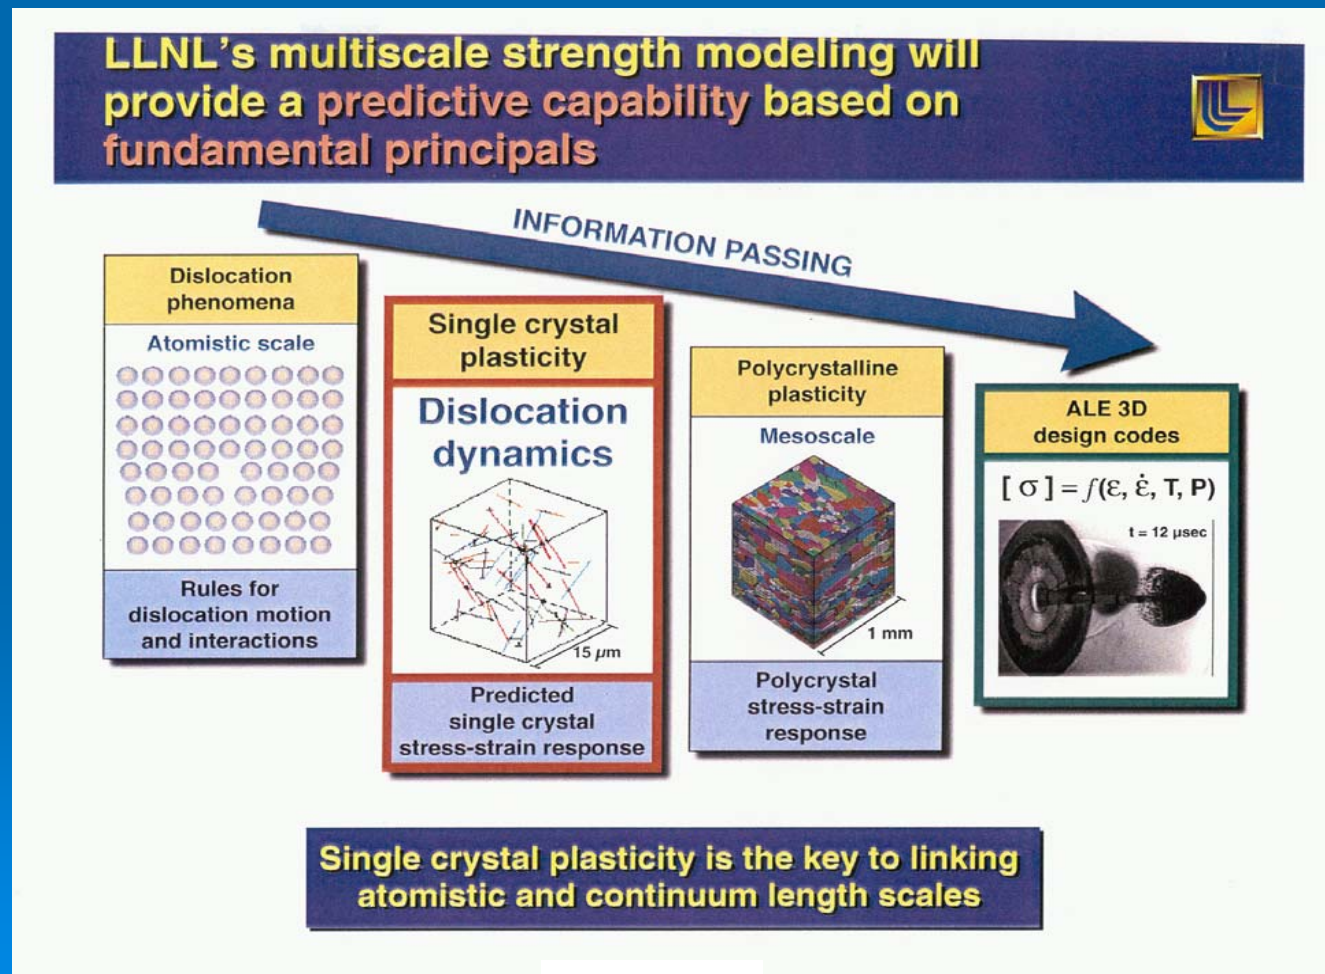 LLNL's multiscale strength modeling will
provide a predictive capability based on
fundamental principals
INFORMATION PASSING
Dislocation
phenomena
Atomistic scale
Rules for
dislocation motion
and interactions
Single crystal
plasticity
Dislocation
dynamics
15 μm
Predicted
single crystal
stress-strain response
Polycrystalline
plasticity
Mesoscale
1 mm
Polycrystal
stress-strain
response
ALE 3D
design codes
[ σ ] = f(ε, ε̇, T, P)
t = 12 μsec
Single crystal plasticity is the key to linking
atomistic and continuum length scales